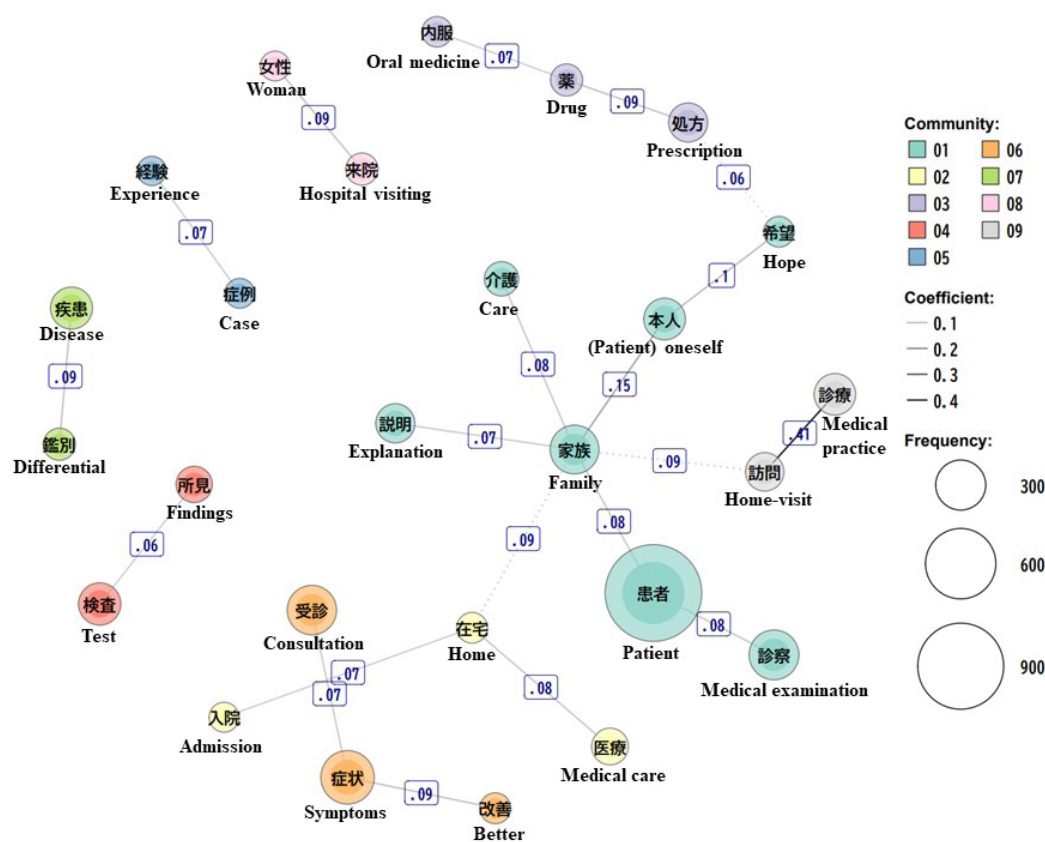 内服
Oral medicine
.07
薬
Drug
.09
処方
Prescription
.06
女性
Woman
.09
来院
Hospital visiting
経験
Experience
.07
症例
Case
希望
Hope
.1
介護
Care
.08
本人
(Patient) oneself
.15
疾患
Disease
.09
鑑別
Differential
説明
Explanation
.07
家族
Family
.09
診療
Medical
practice
.41
訪問
Home-visit
所見
Findings
.06
検査
Test
.09
.08
患者
Patient
.08
診察
Medical examination
受診
Consultation
.07
在宅
Home
.07
.08
入院
Admission
医療
Medical care
症状
Symptoms
.09
改善
Better
Community:
01 06
02 07
03 08
04 09
05
Coefficient:
0.1
0.2
0.3
0.4
Frequency:
300
600
900